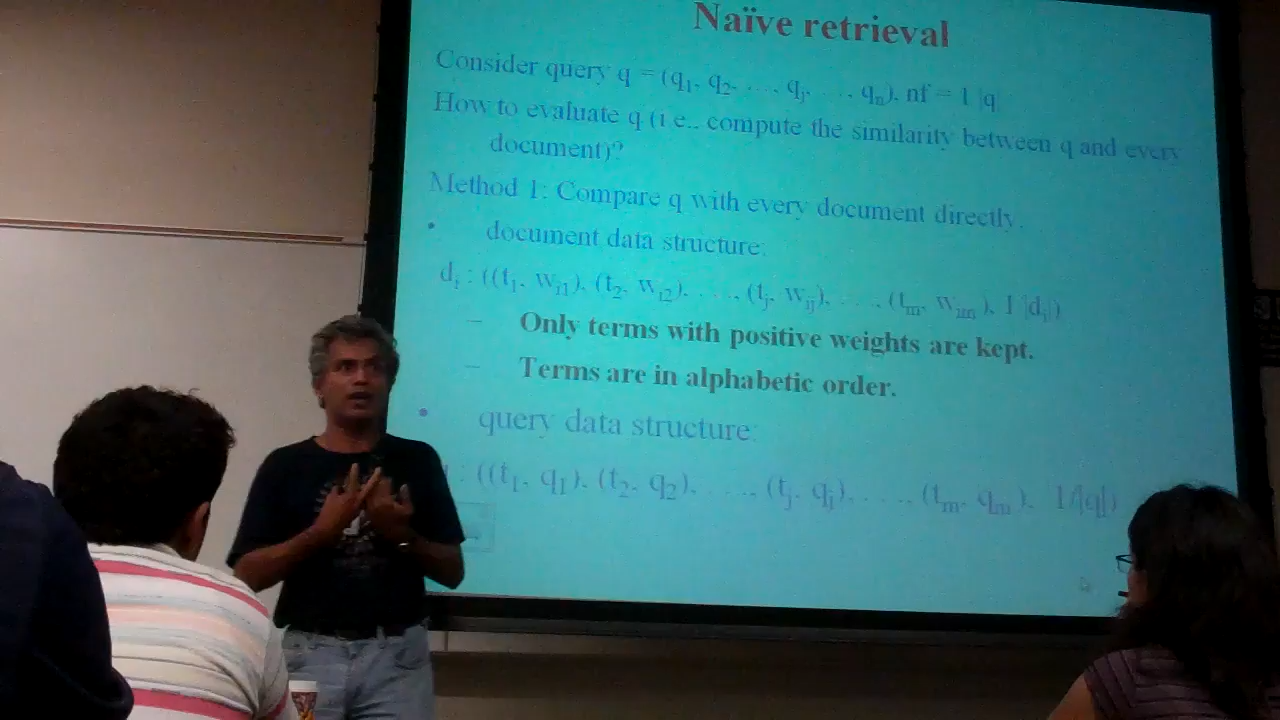 Naïve retrieval
Consider query q = (q1, q2, ..., qj, ..., qn), nf = 1/|q|
How to evaluate q (i.e., compute the similarity between q and every
document)?
Method 1: Compare q with every document directly.
• document data structure:
di : ((t1, wi1), (t2, wi2), ..., (tj, wij), ..., (tm, wim), 1/|di|)
– Only terms with positive weights are kept.
– Terms are in alphabetic order.
• query data structure:
: ((t1, q1), (t2, q2), ..., (tj, qj), ..., (tm, qm), 1/|q|)